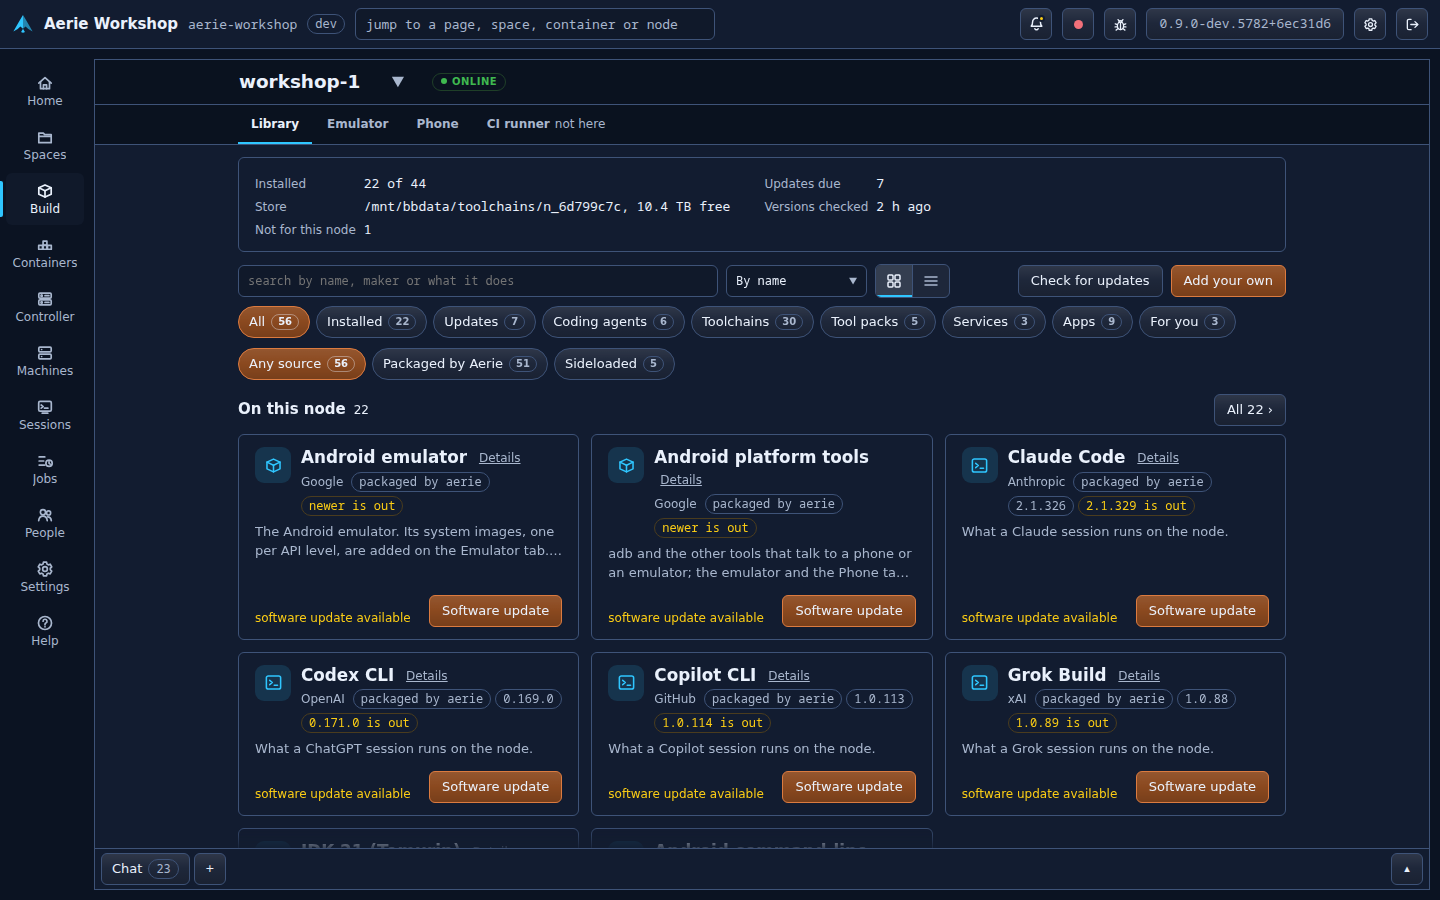 Aerie Workshop aerie-workshop dev jump to a page, space, container or node 0.9.0-dev.5782+6ec31d6
Home
Spaces
Build
Containers
Controller
Machines
Sessions
Jobs
People
Settings
Help
workshop-1 ▼ ONLINE
Library Emulator Phone CI runner not here
Installed 22 of 44 Updates due 7
Store /mnt/bbdata/toolchains/n_6d799c7c, 10.4 TB free Versions checked 2 h ago
Not for this node 1
search by name, maker or what it does By name ▼ Check for updates Add your own
All 56 Installed 22 Updates 7 Coding agents 6 Toolchains 30 Tool packs 5 Services 3 Apps 9 For you 3
Any source 56 Packaged by Aerie 51 Sideloaded 5
On this node 22 All 22 ›
Android emulator Details
Google packaged by aerie
newer is out
The Android emulator. Its system images, one
per API level, are added on the Emulator tab.…
software update available Software update
Android platform tools
Details
Google packaged by aerie
newer is out
adb and the other tools that talk to a phone or
an emulator; the emulator and the Phone ta…
software update available Software update
Claude Code Details
Anthropic packaged by aerie
2.1.326 2.1.329 is out
What a Claude session runs on the node.
software update available Software update
Codex CLI Details
OpenAI packaged by aerie 0.169.0
0.171.0 is out
What a ChatGPT session runs on the node.
software update available Software update
Copilot CLI Details
GitHub packaged by aerie 1.0.113
1.0.114 is out
What a Copilot session runs on the node.
software update available Software update
Grok Build Details
xAI packaged by aerie 1.0.88
1.0.89 is out
What a Grok session runs on the node.
software update available Software update
Chat 23 + ▲